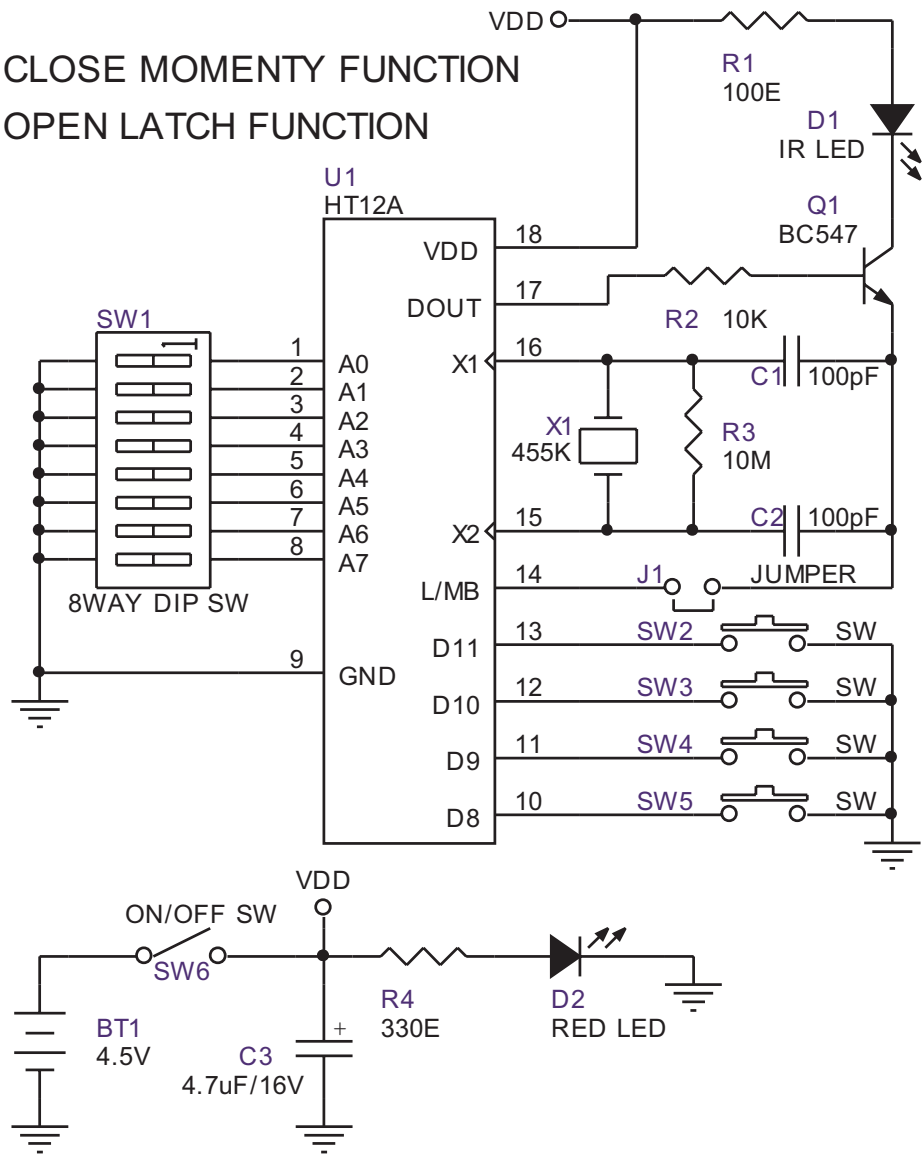 VDD
CLOSE MOMENTY FUNCTION
OPEN LATCH FUNCTION
R1
100E
D1
IR LED
U1
HT12A
Q1
BC547
VDD
18
DOUT
17
R2 10K
SW1
1
A0
2
A1
3
A2
4
A3
5
A4
6
A5
7
A6
8
A7
8WAY DIP SW
9
GND
X1
16
C1
100pF
X1
455K
R3
10M
X2
15
C2
100pF
L/MB
14
J1
JUMPER
D11
13
SW2
SW
D10
12
SW3
SW
D9
11
SW4
SW
D8
10
SW5
SW
VDD
ON/OFF SW
SW6
BT1
4.5V
C3
4.7uF/16V
+
R4
330E
D2
RED LED